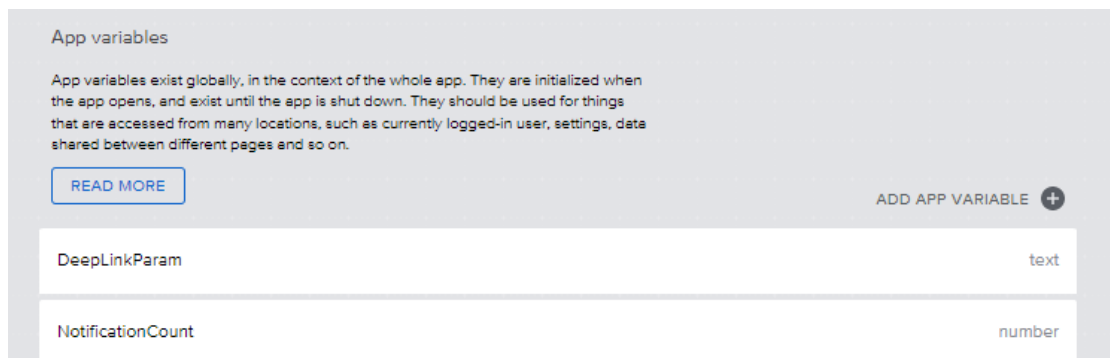 App variables
App variables exist globally, in the context of the whole app. They are initialized when
the app opens, and exist until the app is shut down. They should be used for things
that are accessed from many locations, such as currently logged-in user, settings, data
shared between different pages and so on.
READ MORE
ADD APP VARIABLE
DeepLinkParam text
NotificationCount number